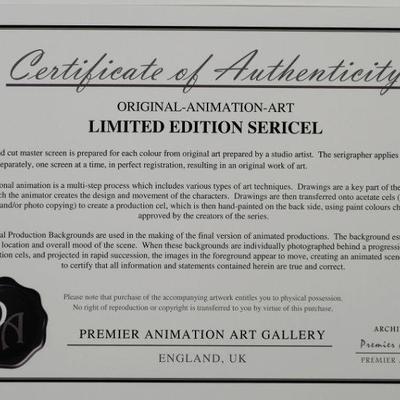 Certificate of Authenticity
ORIGINAL-ANIMATION-ART
LIMITED EDITION SERICEL
d cut master screen is prepared for each colour from original art prepared by a studio artist. The serigrapher applies
eparately, one screen at a time, in perfect registration, resulting in an original work of art.
onal animation is a multi-step process which includes various types of art techniques. Drawings are a key part of the
ch the animator creates the design and movement of the characters. Drawings are then transferred onto acetate cels (
and/or photo copying) to create a production cel, which is then hand-painted on the back side, using paint colours ch
approved by the creators of the series.
l Production Backgrounds are used in the making of the final version of animated productions. The background est
location and overall mood of the scene. When these backgrounds are individually photographed behind a progressi
tion cels, and projected in rapid succession, the images in the foreground appear to move, creating an animated scen
to certify that all information and statements contained herein are true and correct.
Please note that purchase of the accompanying artwork entitles you to physical possession.
No right of reproduction or copyright is transferred to you by virtue of this purchase.
PREMIER ANIMATION ART GALLERY
ENGLAND, UK
ARCHI
Premier
PREMIER A